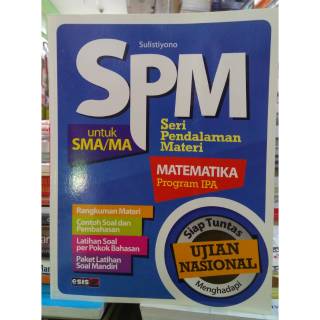 Sulistiyono
SPM
untuk
SMA/MA
Seri
Pendalaman
Materi
MATEMATIKA
Program IPA
Rangkuman Materi
Contoh Soal dan
Pembahasan
Latihan Soal
per Pokok Bahasan
Paket Latihan
Soal Mandiri
Siap Tuntas
UJIAN
NASIONAL
Menghadapi
esis